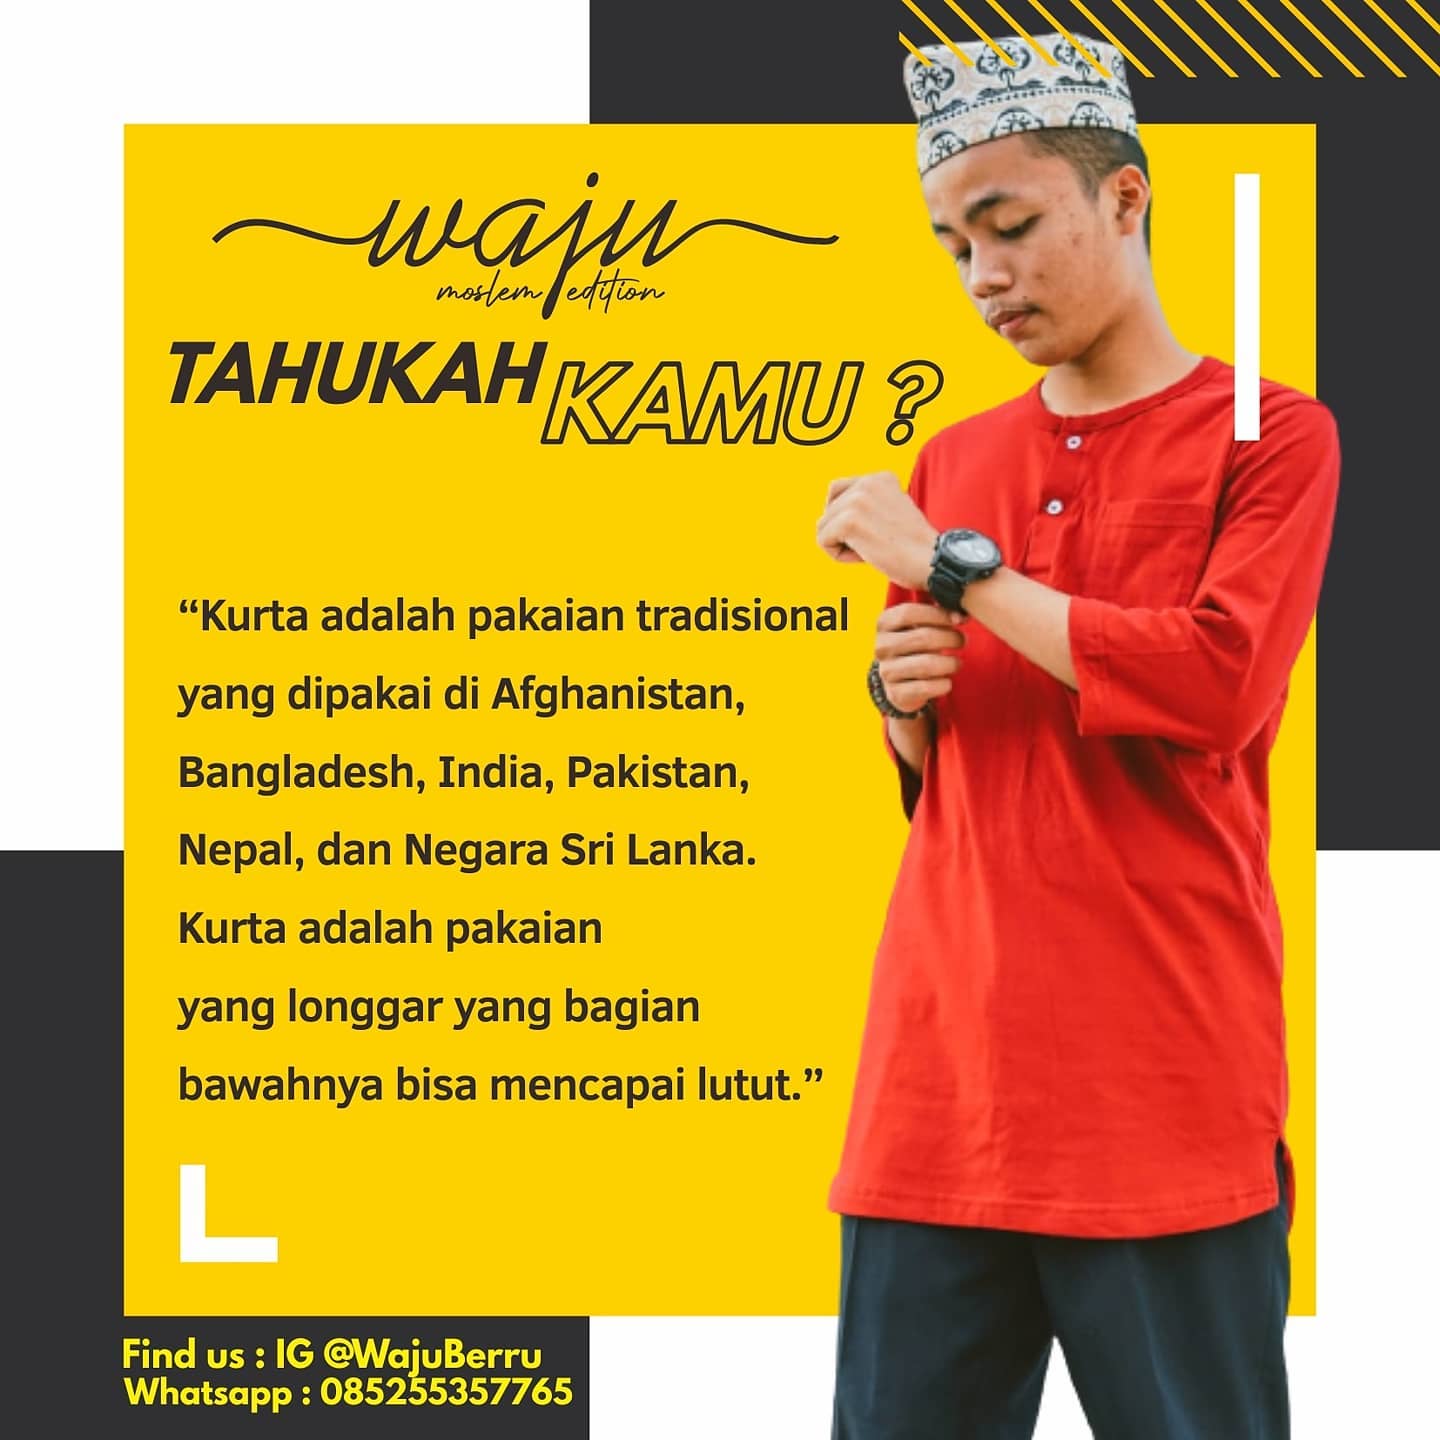 waju
moslem edition
TAHUKAH KAMU ?
“Kurta adalah pakaian tradisional
yang dipakai di Afghanistan,
Bangladesh, India, Pakistan,
Nepal, dan Negara Sri Lanka.
Kurta adalah pakaian
yang longgar yang bagian
bawahnya bisa mencapai lutut.”
Find us : IG @WajuBerru
Whatsapp : 085255357765